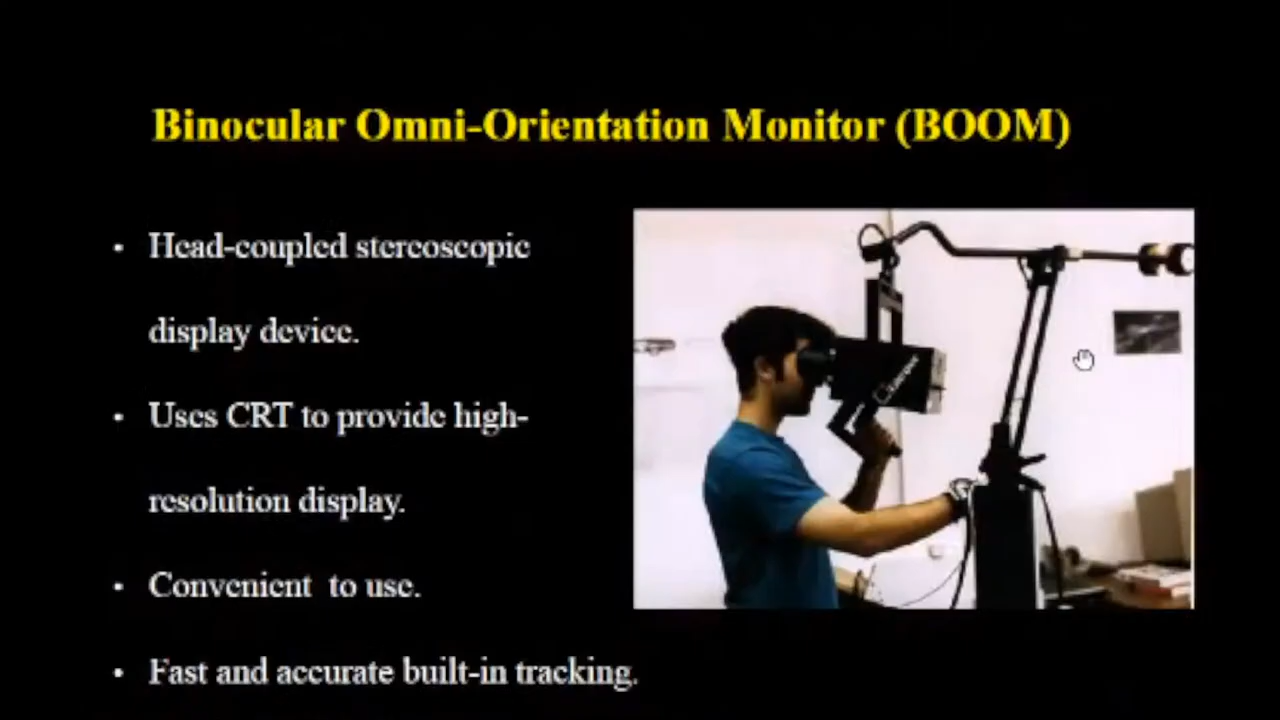 Binocular Omni-Orientation Monitor (BOOM)
• Head-coupled stereoscopic
display device.
• Uses CRT to provide high-
resolution display.
• Convenient to use.
• Fast and accurate built-in tracking.